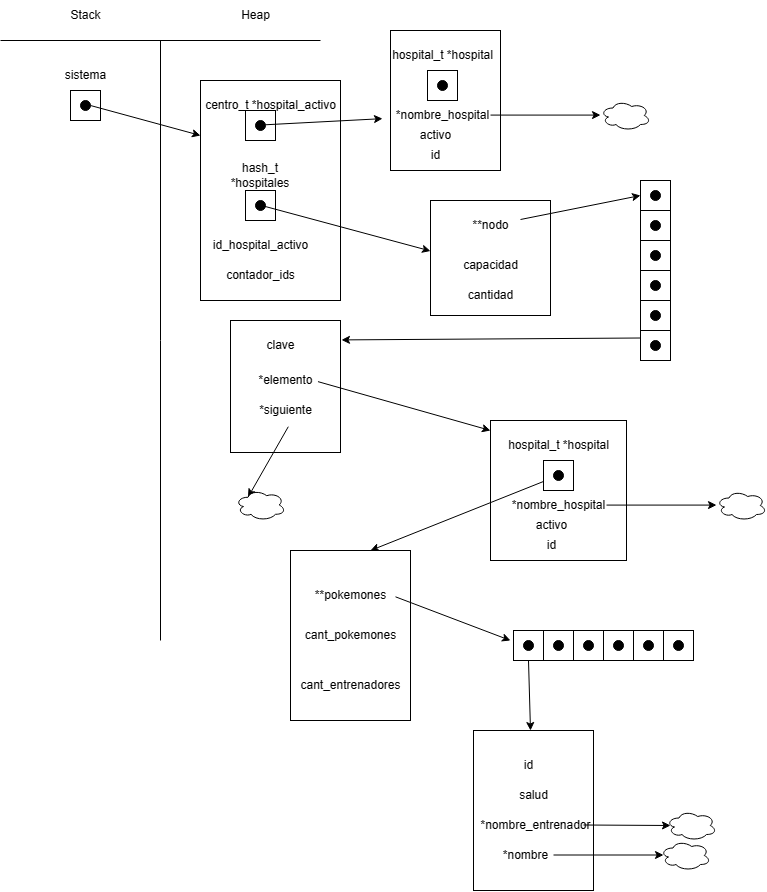 Stack
Heap
sistema
centro_t *hospital_activo
hash_t
*hospitales
id_hospital_activo
contador_ids
hospital_t *hospital
*nombre_hospital
activo
id
**nodo
capacidad
cantidad
clave
*elemento
*siguiente
hospital_t *hospital
*nombre_hospital
activo
id
**pokemones
cant_pokemones
cant_entrenadores
id
salud
*nombre_entrenador
*nombre